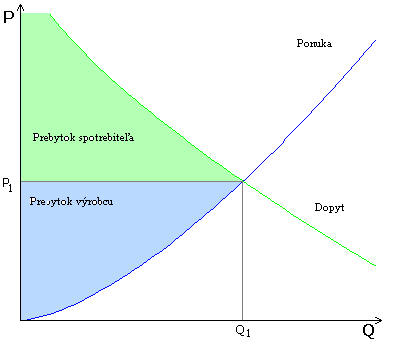 P
Ponuka
Prebytok spotrebiteľa
P1
Prebytok výrobcu
Dopyt
Q1
Q